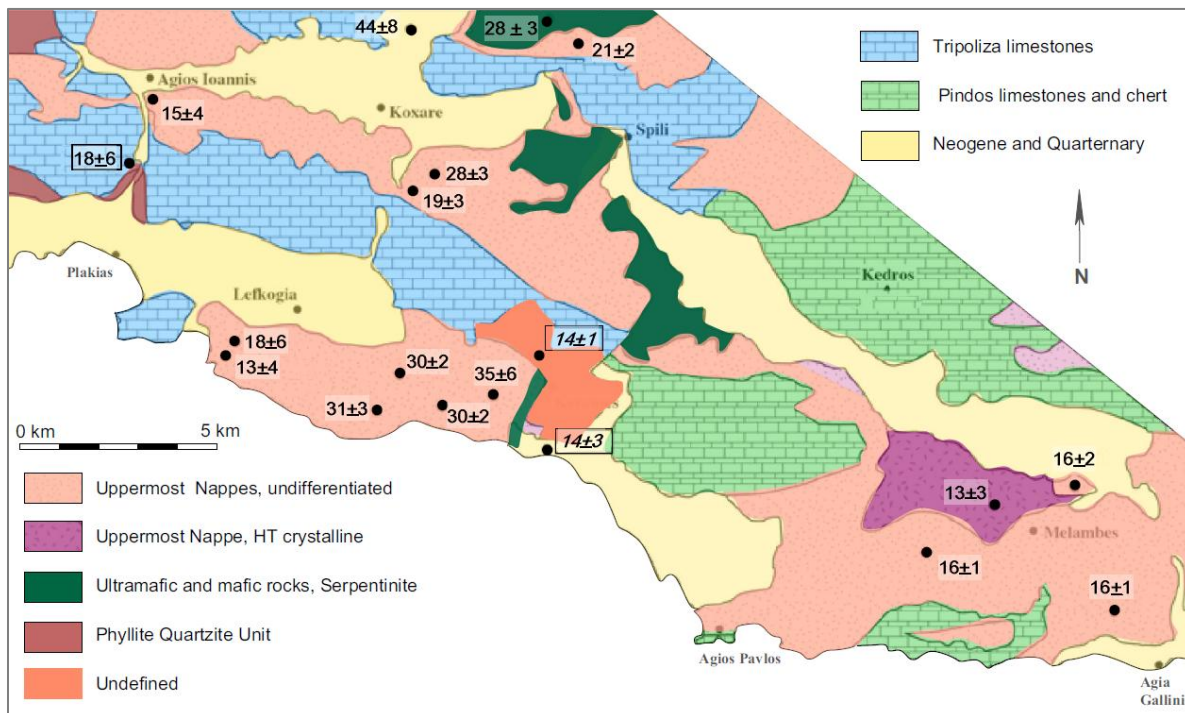 44±8
28 ± 3
21±2
Agios Ioannis
15±4
Koxare
Spili
18±6
28±3
19±3
Plakias
Lefkogia
Kedros
18±6
13±4
14±1
30±2
35±6
31±3
30±2
14±3
16±2
13±3
Melambes
16±1
16±1
Agios Pavlos
Agia
Gallini
Tripoliza limestones
Pindos limestones and chert
Neogene and Quarternary
N
0 km
5 km
Uppermost Nappes, undifferentiated
Uppermost Nappe, HT crystalline
Ultramafic and mafic rocks, Serpentinite
Phyllite Quartzite Unit
Undefined